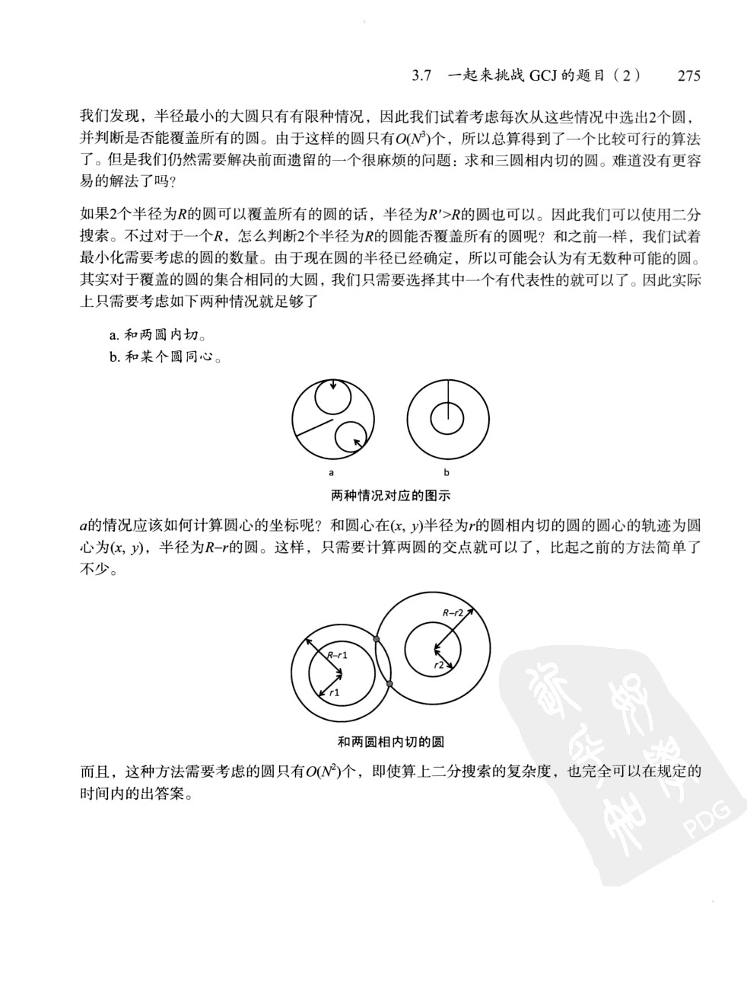 3.7 一起来挑战 GCJ 的题目（2） 275
我们发现，半径最小的大圆只有有限种情况，因此我们试着考虑每次从这些情况中选出2个圆，
并判断是否能覆盖所有的圆。由于这样的圆只有O(N³)个，所以总算得到了一个比较可行的算法
了。但是我们仍然需要解决前面遗留的一个很麻烦的问题：求和三圆相内切的圆。难道没有更容
易的解法了吗？
如果2个半径为R的圆可以覆盖所有的圆的话，半径为R'>R的圆也可以。因此我们可以使用二分
搜索。不过对于一个R，怎么判断2个半径为R的圆能否覆盖所有的圆呢？和之前一样，我们试着
最小化需要考虑的圆的数量。由于现在圆的半径已经确定，所以可能会认为有无数种可能的圆。
其实对于覆盖的圆的集合相同的大圆，我们只需要选择其中一个有代表性的就可以了。因此实际
上只需要考虑如下两种情况就足够了
a. 和两圆内切。
b. 和某个圆同心。
a b
两种情况对应的图示
a的情况应该如何计算圆心的坐标呢？和圆心在(x, y)半径为r的圆相内切的圆的圆心的轨迹为圆
心为(x, y)，半径为R–r的圆。这样，只需要计算两圆的交点就可以了，比起之前的方法简单了
不少。
R–r2
R–r1
r2
r1
和两圆相内切的圆
而且，这种方法需要考虑的圆只有O(N²)个，即使算上二分搜索的复杂度，也完全可以在规定的
时间内的出答案。
PDG